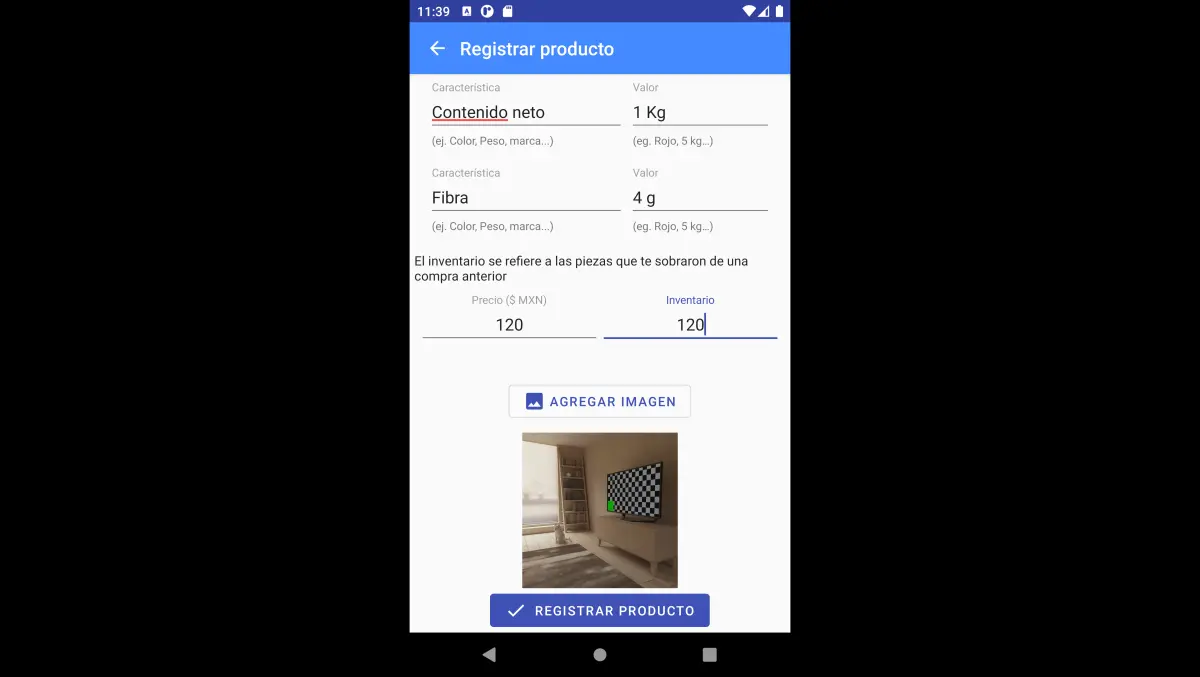 11:39
Registrar producto
Característica Valor
Contenido neto 1 Kg
(ej. Color, Peso, marca...) (eg. Rojo, 5 kg…)
Característica Valor
Fibra 4 g
(ej. Color, Peso, marca...) (eg. Rojo, 5 kg…)
El inventario se refiere a las piezas que te sobraron de una
compra anterior
Precio ($ MXN) Inventario
120 120
AGREGAR IMAGEN
REGISTRAR PRODUCTO